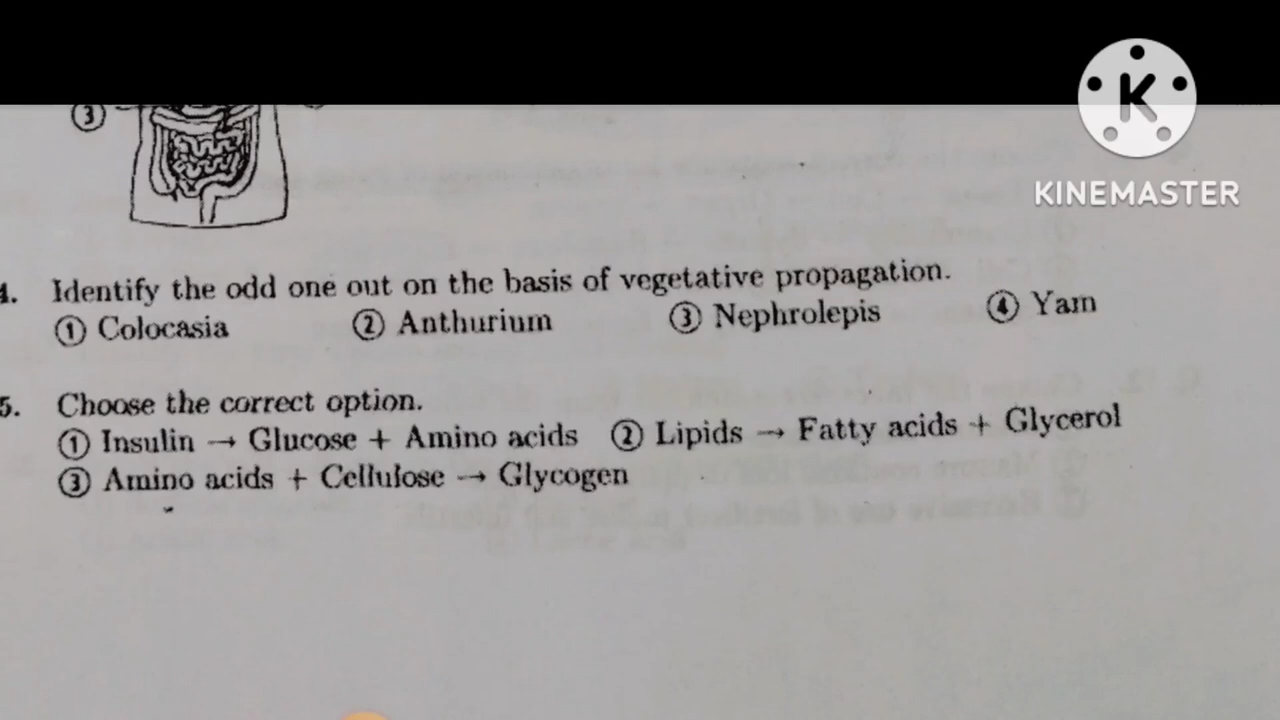 K
KINEMASTER
③
4. Identify the odd one out on the basis of vegetative propagation.
① Colocasia ② Anthurium ③ Nephrolepis ④ Yam
5. Choose the correct option.
① Insulin → Glucose + Amino acids ② Lipids → Fatty acids + Glycerol
③ Amino acids + Cellulose → Glycogen